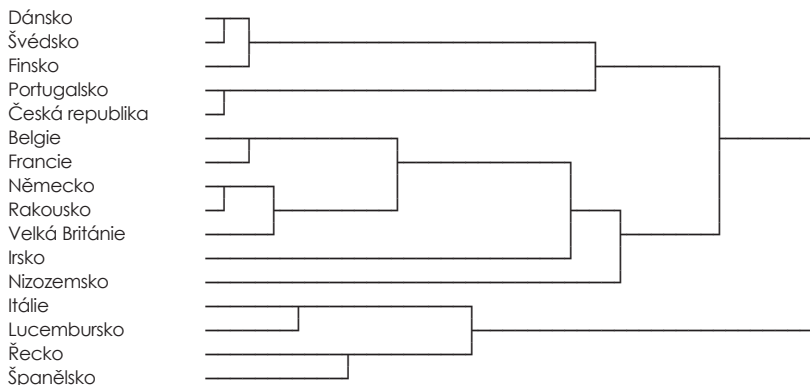 Dánsko
Švédsko
Finsko
Portugalsko
Česká republika
Belgie
Francie
Německo
Rakousko
Velká Británie
Irsko
Nizozemsko
Itálie
Lucembursko
Řecko
Španělsko